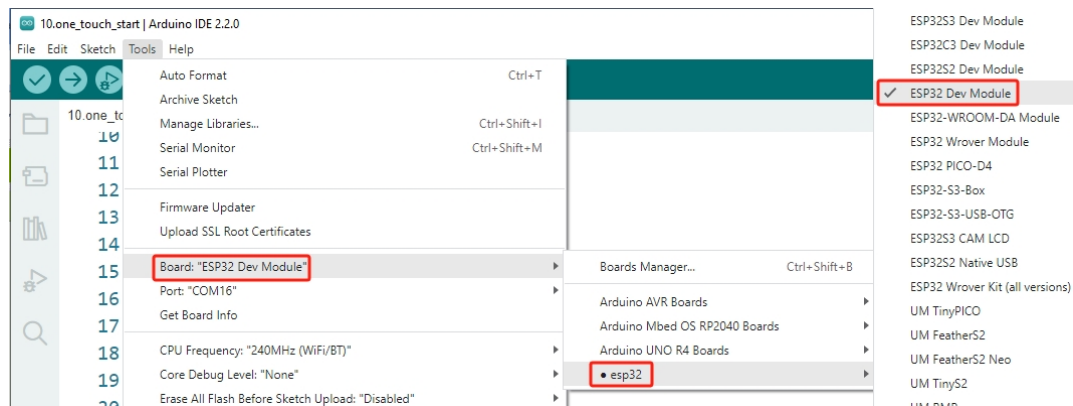 10.one_touch_start | Arduino IDE 2.2.0
File Edit Sketch Tools Help
10.one_to
10
11
12
13
14
15
16
17
18
19
20
Auto Format Ctrl+T
Archive Sketch
Manage Libraries... Ctrl+Shift+I
Serial Monitor Ctrl+Shift+M
Serial Plotter
Firmware Updater
Upload SSL Root Certificates
Board: "ESP32 Dev Module"
Port: "COM16"
Get Board Info
CPU Frequency: "240MHz (WiFi/BT)"
Core Debug Level: "None"
Erase All Flash Before Sketch Upload: "Disabled"
Boards Manager... Ctrl+Shift+B
Arduino AVR Boards
Arduino Mbed OS RP2040 Boards
Arduino UNO R4 Boards
● esp32
ESP32S3 Dev Module
ESP32C3 Dev Module
ESP32S2 Dev Module
✓ ESP32 Dev Module
ESP32-WROOM-DA Module
ESP32 Wrover Module
ESP32 PICO-D4
ESP32-S3-Box
ESP32-S3-USB-OTG
ESP32S3 CAM LCD
ESP32S2 Native USB
ESP32 Wrover Kit (all versions)
UM TinyPICO
UM FeatherS2
UM FeatherS2 Neo
UM TinyS2